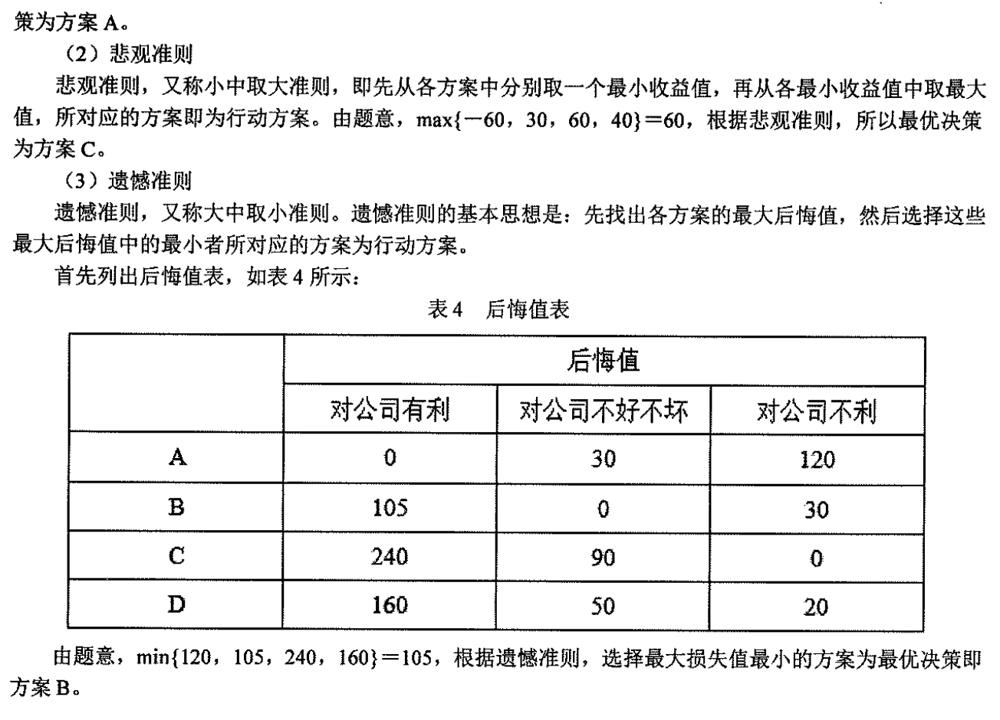 策为方案 A。
（2）悲观准则
悲观准则，又称小中取大准则，即先从各方案中分别取一个最小收益值，再从各最小收益值中取最大
值，所对应的方案即为行动方案。由题意，max{－60，30，60，40}＝60，根据悲观准则，所以最优决策
为方案 C。
（3）遗憾准则
遗憾准则，又称大中取小准则。遗憾准则的基本思想是：先找出各方案的最大后悔值，然后选择这些
最大后悔值中的最小者所对应的方案为行动方案。
首先列出后悔值表，如表 4 所示：
表 4 后悔值表
后悔值
对公司有利 对公司不好不坏 对公司不利
A 0 30 120
B 105 0 30
C 240 90 0
D 160 50 20
由题意，min{120，105，240，160}＝105，根据遗憾准则，选择最大损失值最小的方案为最优决策即
方案 B。